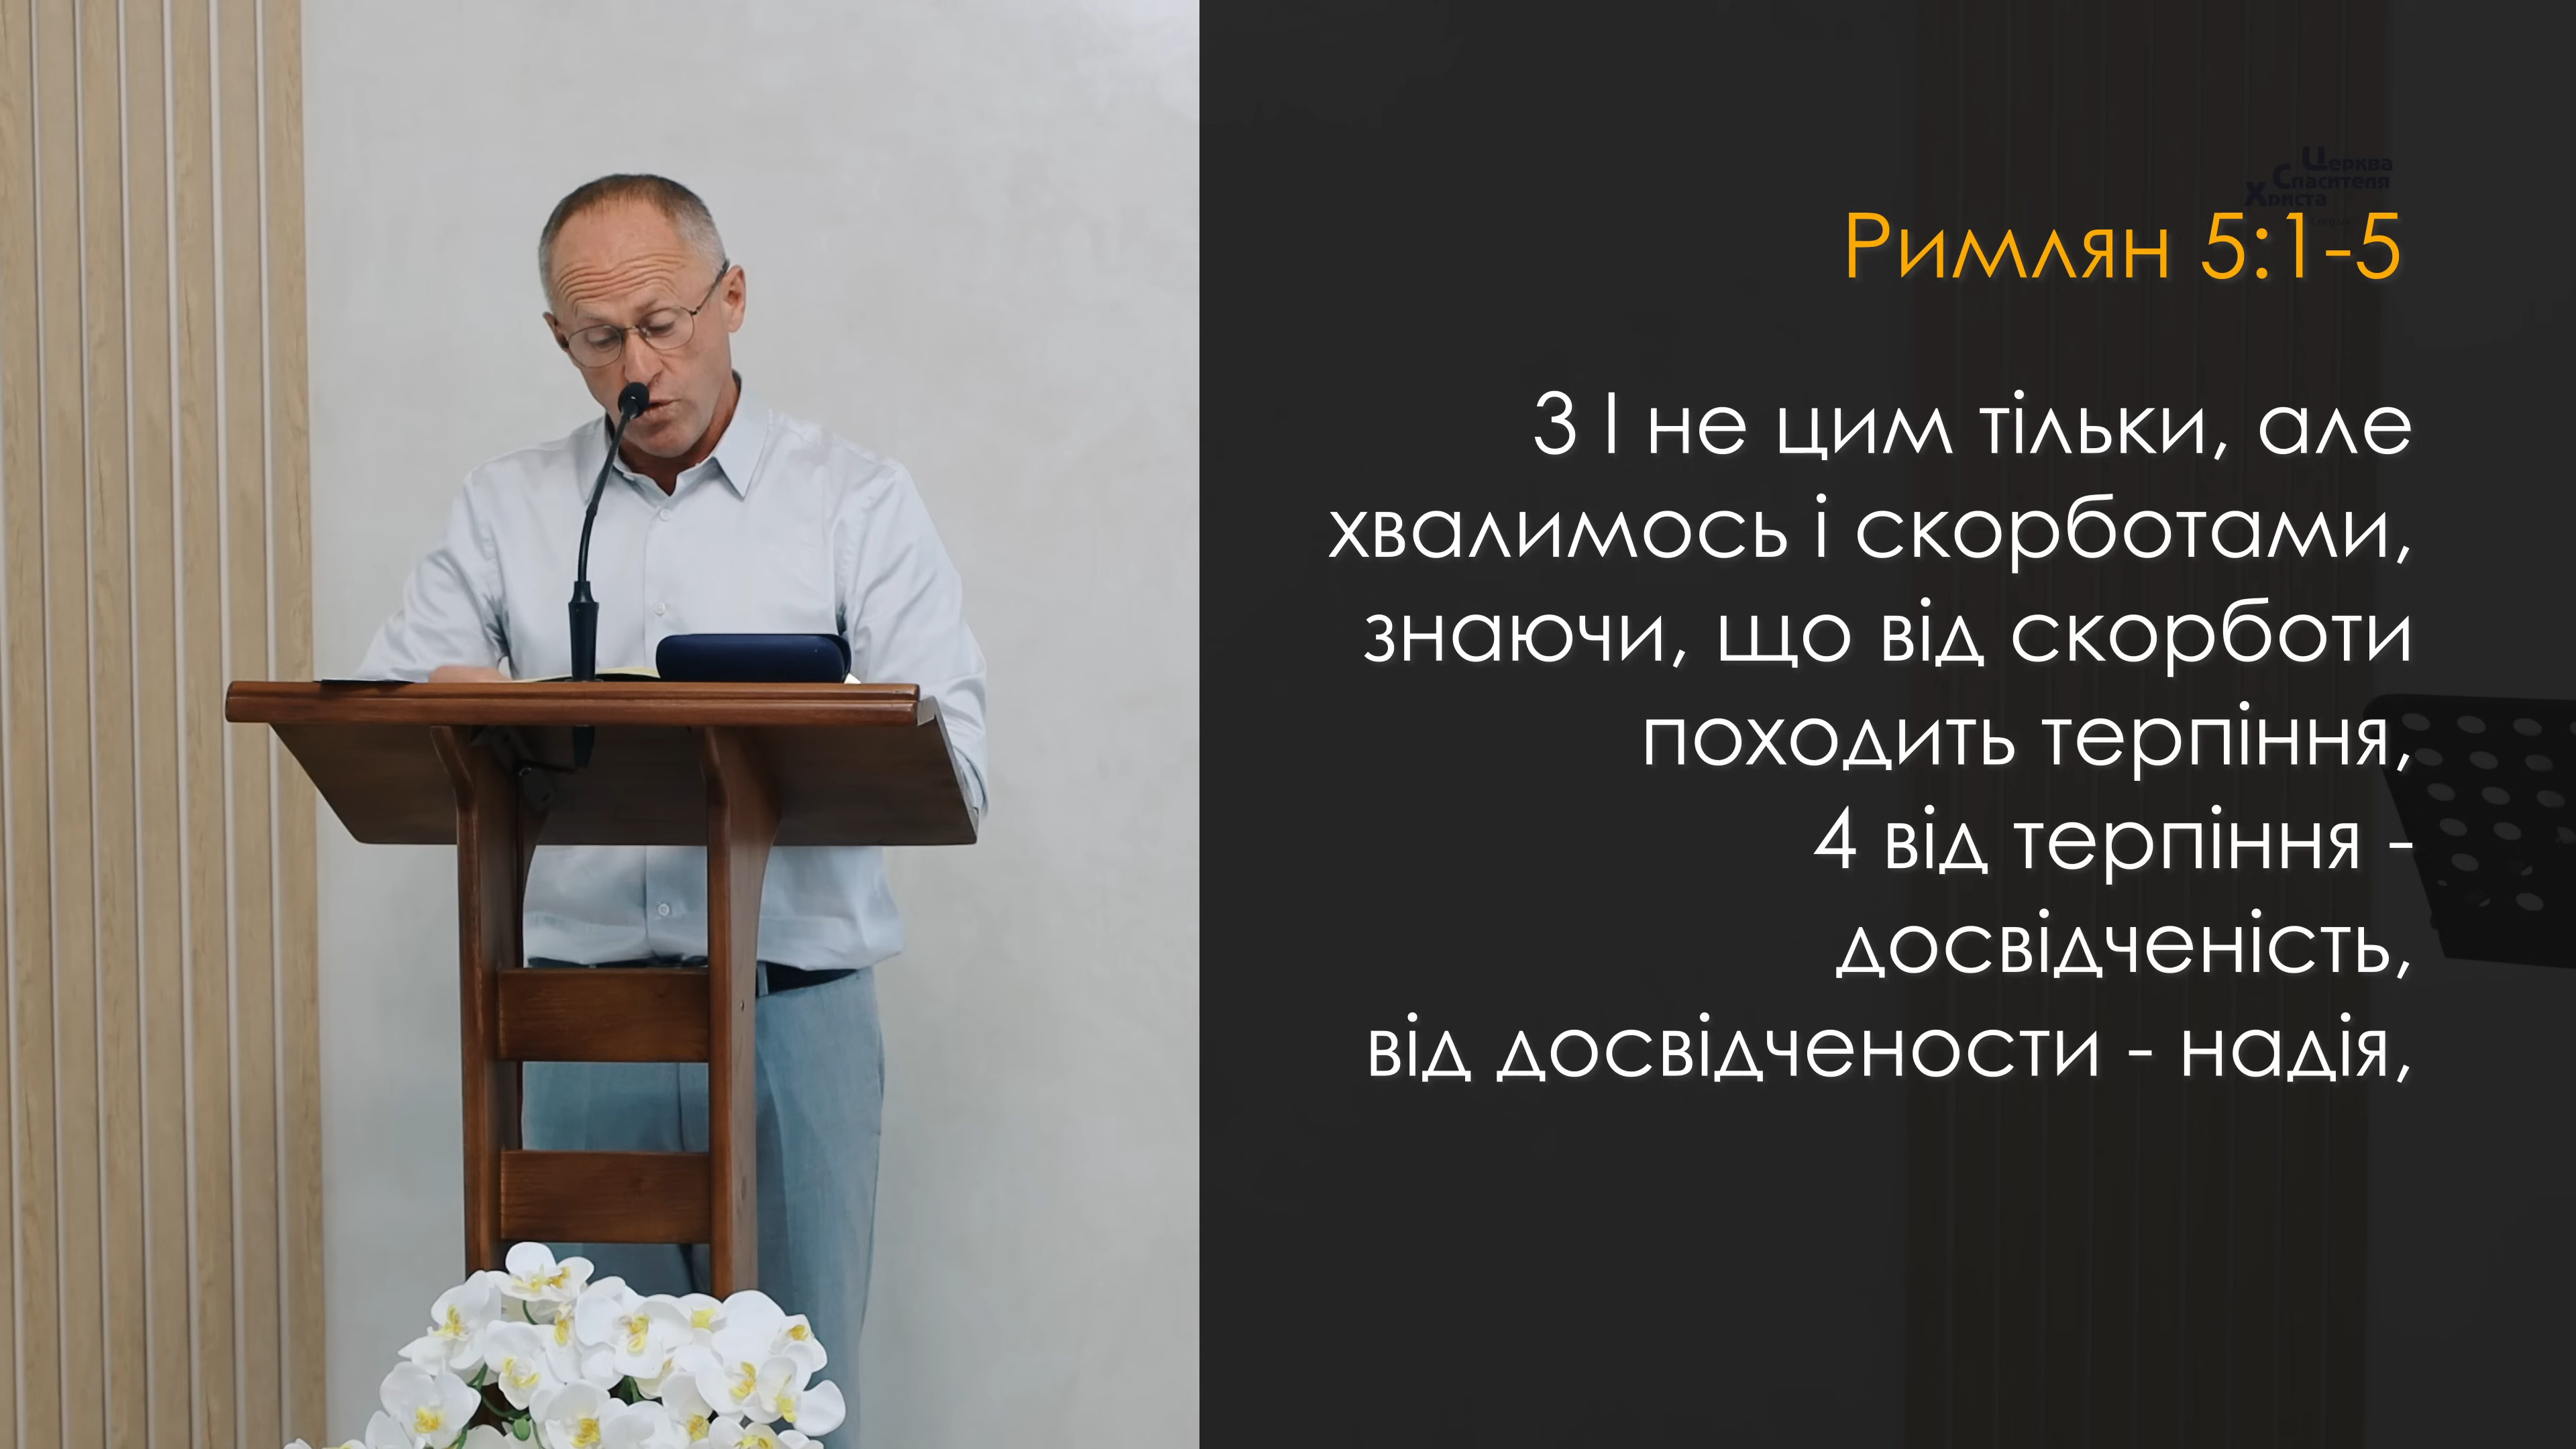 Церква
Спасителя
Христа
Римлян 5:1-5
3 І не цим тільки, але
хвалимось і скорботами,
знаючи, що від скорботи
походить терпіння,
4 від терпіння -
досвідченість,
від досвідчености - надія,